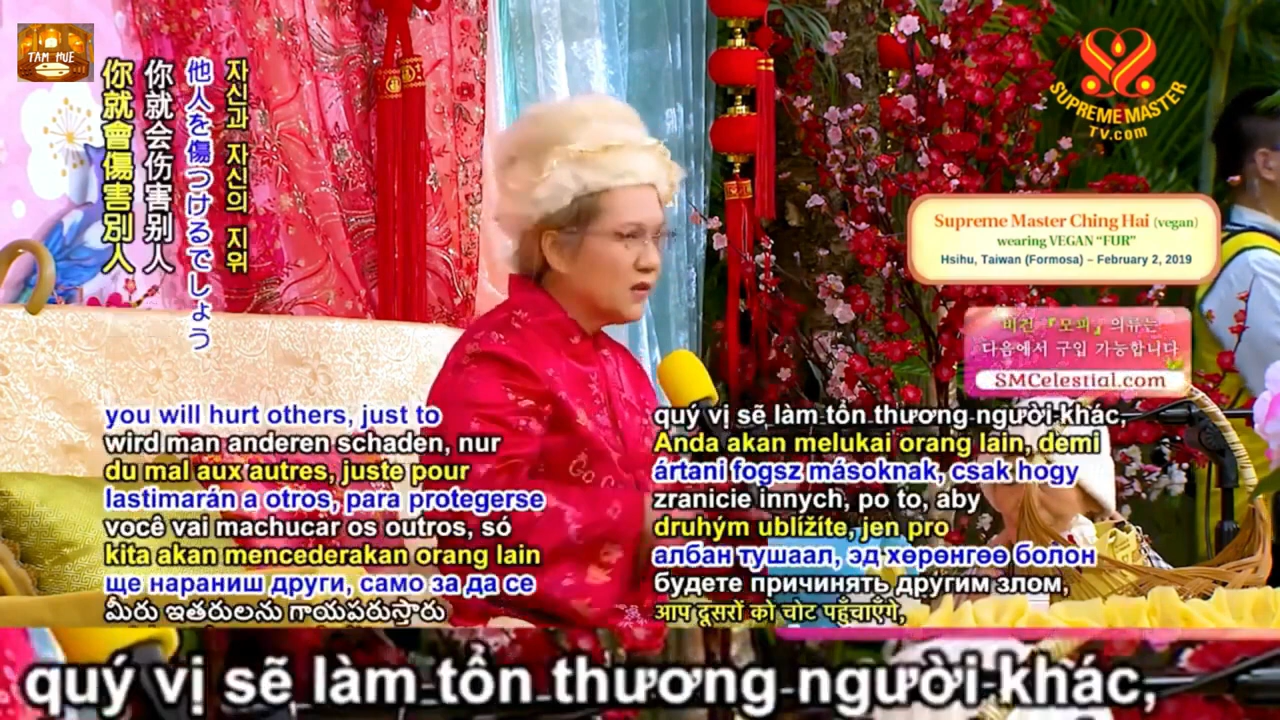 TAM HUE
你就會傷害別人
你就会伤害别人
他人を傷つけるでしょう
자신과 자신의 지위
SUPREME MASTER
TV.com
Supreme Master Ching Hai (vegan)
wearing VEGAN “FUR”
Hsihu, Taiwan (Formosa) – February 2, 2019
비건 『모피』 의류는
다음에서 구입 가능합니다
SMCelestial.com
you will hurt others, just to
wird man anderen schaden, nur
du mal aux autres, juste pour
lastimarán a otros, para protegerse
você vai machucar os outros, só
kita akan mencederakan orang lain
ще нараниш други, само за да се
మీరు ఇతరులను గాయపరుస్తారు
quý vị sẽ làm tổn thương người khác,
Anda akan melukai orang lain, demi
ártani fogsz másoknak, csak hogy
zranicie innych, po to, aby
druhým ublížíte, jen pro
албан тушаал, эд хөрөнгөө болон
будете причинять другим злом,
आप दूसरों को चोट पहुँचाएँगे,
quý vị sẽ làm tổn thương người khác,